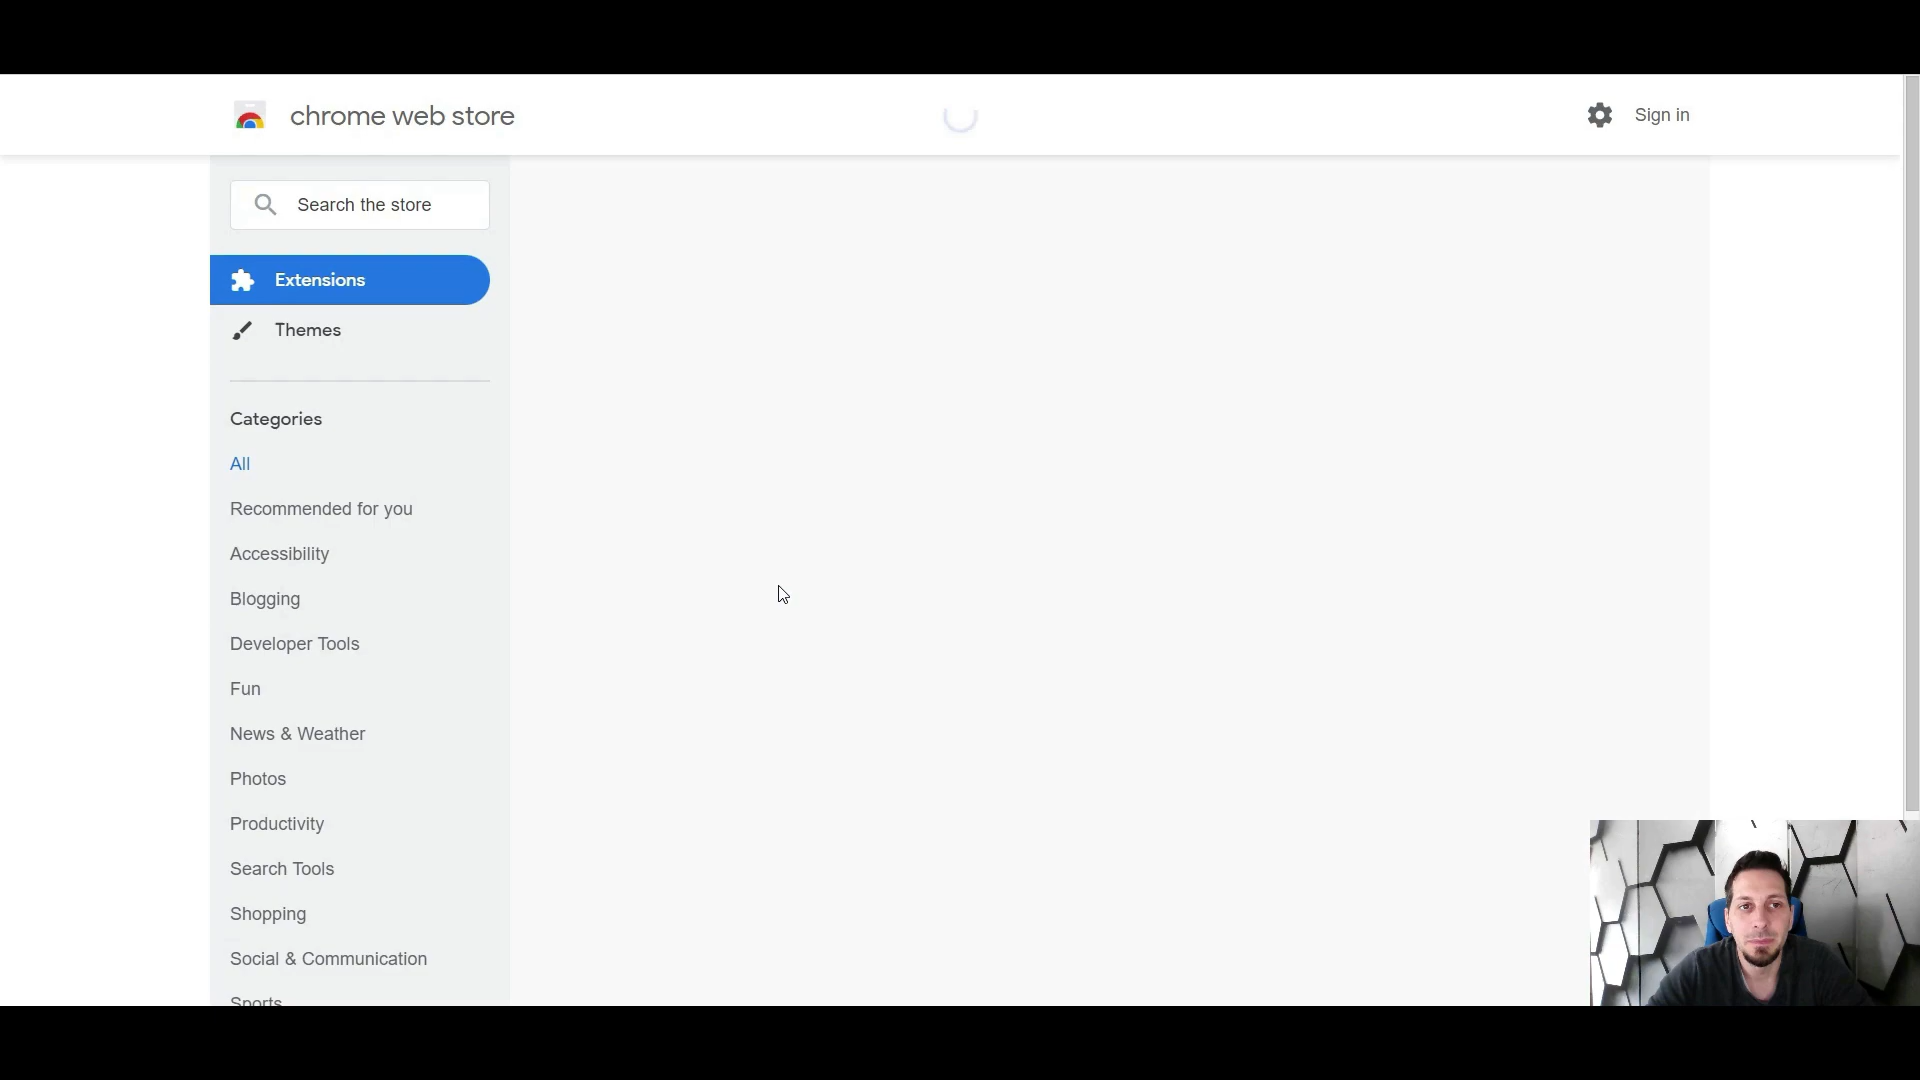 chrome web store
Sign in
Search the store
Extensions
Themes
Categories
All
Recommended for you
Accessibility
Blogging
Developer Tools
Fun
News & Weather
Photos
Productivity
Search Tools
Shopping
Social & Communication
Sports